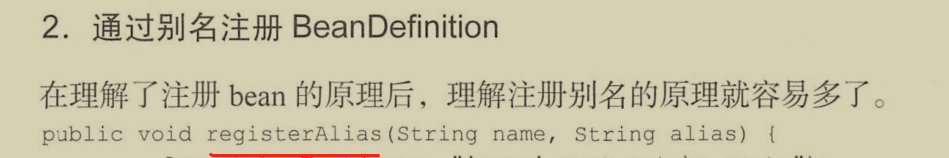 2. 通过别名注册 BeanDefinition
在理解了注册 bean 的原理后，理解注册别名的原理就容易多了。
public void registerAlias(String name, String alias) {